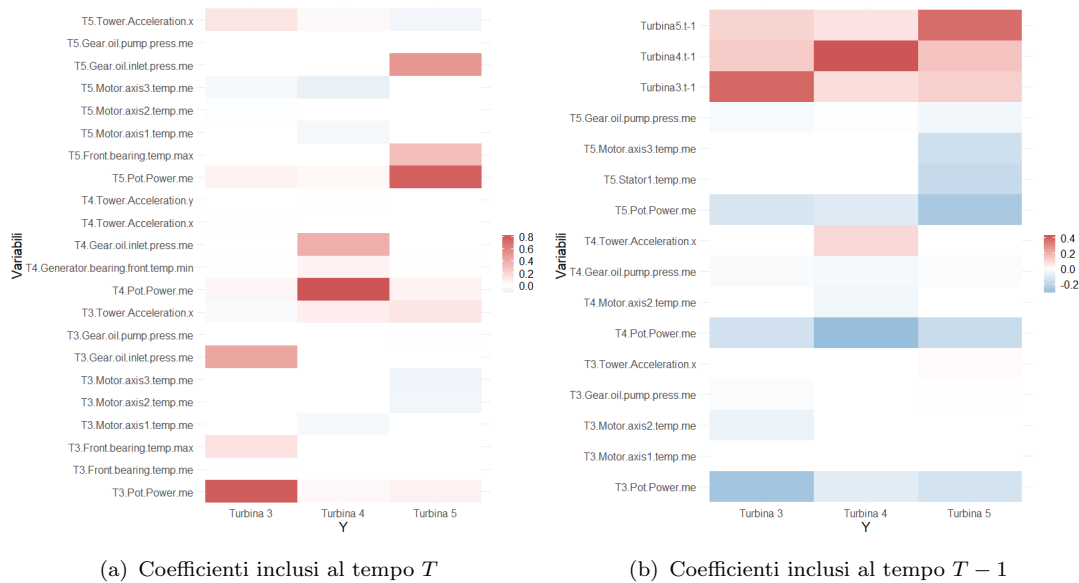 T5.Tower.Acceleration.x
T5.Gear.oil.pump.press.me
T5.Gear.oil.inlet.press.me
T5.Motor.axis3.temp.me
T5.Motor.axis2.temp.me
T5.Motor.axis1.temp.me
T5.Front.bearing.temp.max
T5.Pot.Power.me
T4.Tower.Acceleration.y
T4.Tower.Acceleration.x
T4.Gear.oil.inlet.press.me
T4.Generator.bearing.front.temp.min
T4.Pot.Power.me
T3.Tower.Acceleration.x
T3.Gear.oil.pump.press.me
T3.Gear.oil.inlet.press.me
T3.Motor.axis3.temp.me
T3.Motor.axis2.temp.me
T3.Motor.axis1.temp.me
T3.Front.bearing.temp.max
T3.Front.bearing.temp.me
T3.Pot.Power.me
Variabili
Turbina 3 Turbina 4 Turbina 5
Y
0.8
0.6
0.4
0.2
0.0
(a) Coefficienti inclusi al tempo T
Turbina5.t-1
Turbina4.t-1
Turbina3.t-1
T5.Gear.oil.pump.press.me
T5.Motor.axis3.temp.me
T5.Stator1.temp.me
T5.Pot.Power.me
T4.Tower.Acceleration.x
T4.Gear.oil.pump.press.me
T4.Motor.axis2.temp.me
T4.Pot.Power.me
T3.Tower.Acceleration.x
T3.Gear.oil.pump.press.me
T3.Motor.axis2.temp.me
T3.Motor.axis1.temp.me
T3.Pot.Power.me
Variabili
Turbina 3 Turbina 4 Turbina 5
Y
0.4
0.2
0.0
-0.2
(b) Coefficienti inclusi al tempo T − 1